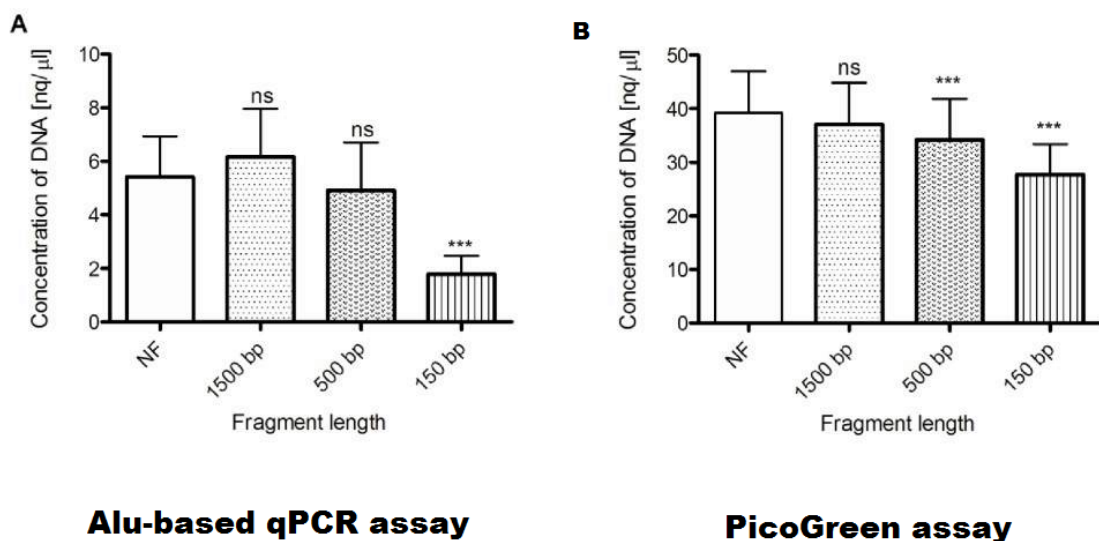 A
Concentration of DNA [nq/µl]
10
8
6
4
2
0
ns
ns
***
NF
1500 bp
500 bp
150 bp
Fragment length
Alu-based qPCR assay
B
Concentration of DNA [nq/µl]
50
40
30
20
10
0
ns
***
***
NF
1500 bp
500 bp
150 bp
Fragment length
PicoGreen assay